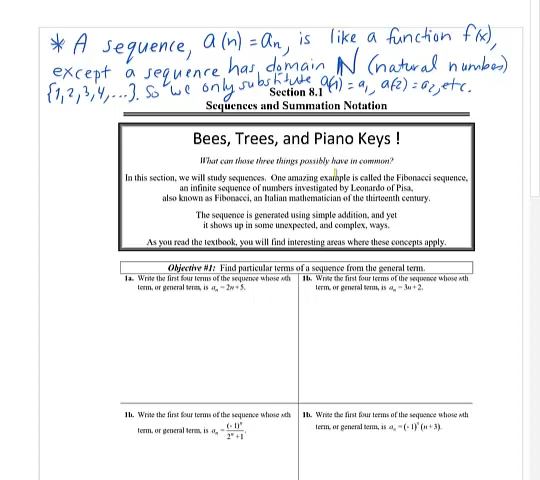 * A sequence, a(n) = aₙ, is like a function f(x),
except a sequence has domain ℕ (natural numbers)
{1,2,3,4,...}. So we only substitute a(1) = a₁, a(2) = a₂, etc.
Section 8.1
Sequences and Summation Notation
Bees, Trees, and Piano Keys !
What can those three things possibly have in common?
In this section, we will study sequences. One amazing example is called the Fibonacci sequence,
an infinite sequence of numbers investigated by Leonardo of Pisa,
also known as Fibonacci, an Italian mathematician of the thirteenth century.
The sequence is generated using simple addition, and yet
it shows up in some unexpected, and complex, ways.
As you read the textbook, you will find interesting areas where these concepts apply.
Objective #1: Find particular terms of a sequence from the general term.
1a. Write the first four terms of the sequence whose nth
term, or general term, is aₙ = 2n + 5.
1b. Write the first four terms of the sequence whose nth
term, or general term, is aₙ = 3n + 2.
1b. Write the first four terms of the sequence whose nth
term, or general term, is aₙ = (-1)ⁿ / (2ⁿ + 1).
1b. Write the first four terms of the sequence whose nth
term, or general term, is aₙ = (-1)ⁿ (n + 3).